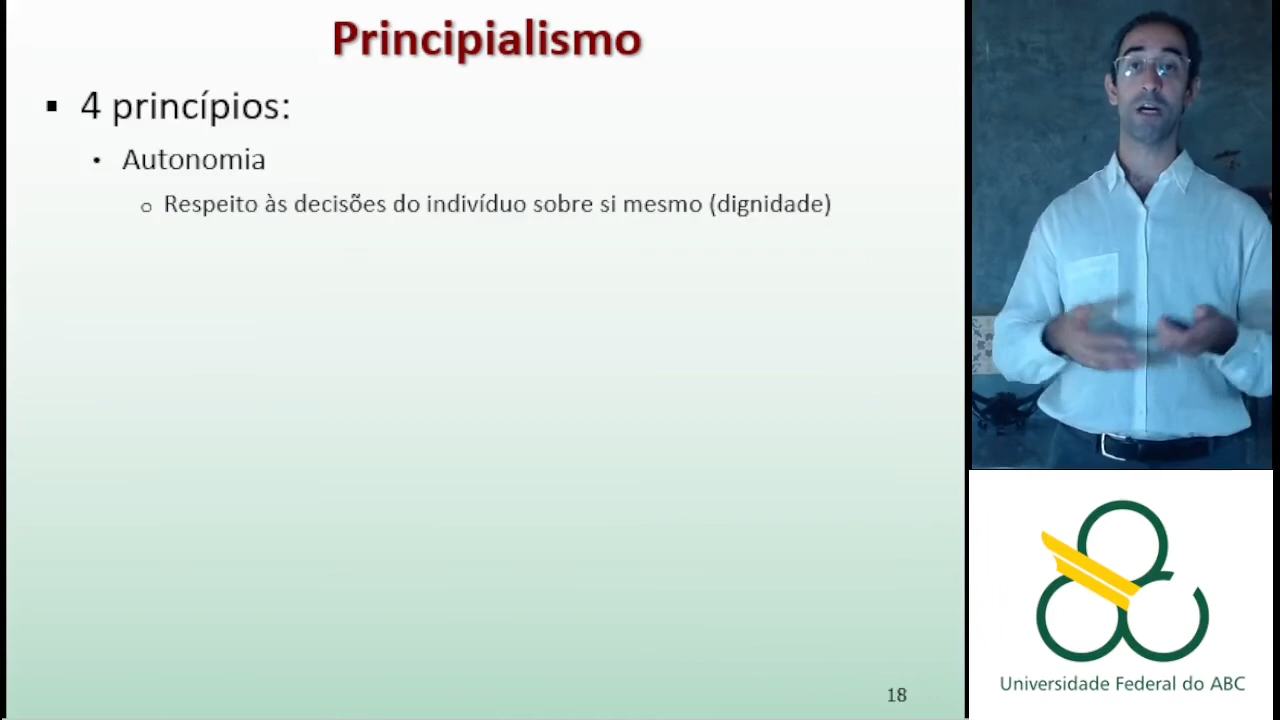 Principialismo
▪ 4 princípios:
• Autonomia
o Respeito às decisões do indivíduo sobre si mesmo (dignidade)
18
Universidade Federal do ABC